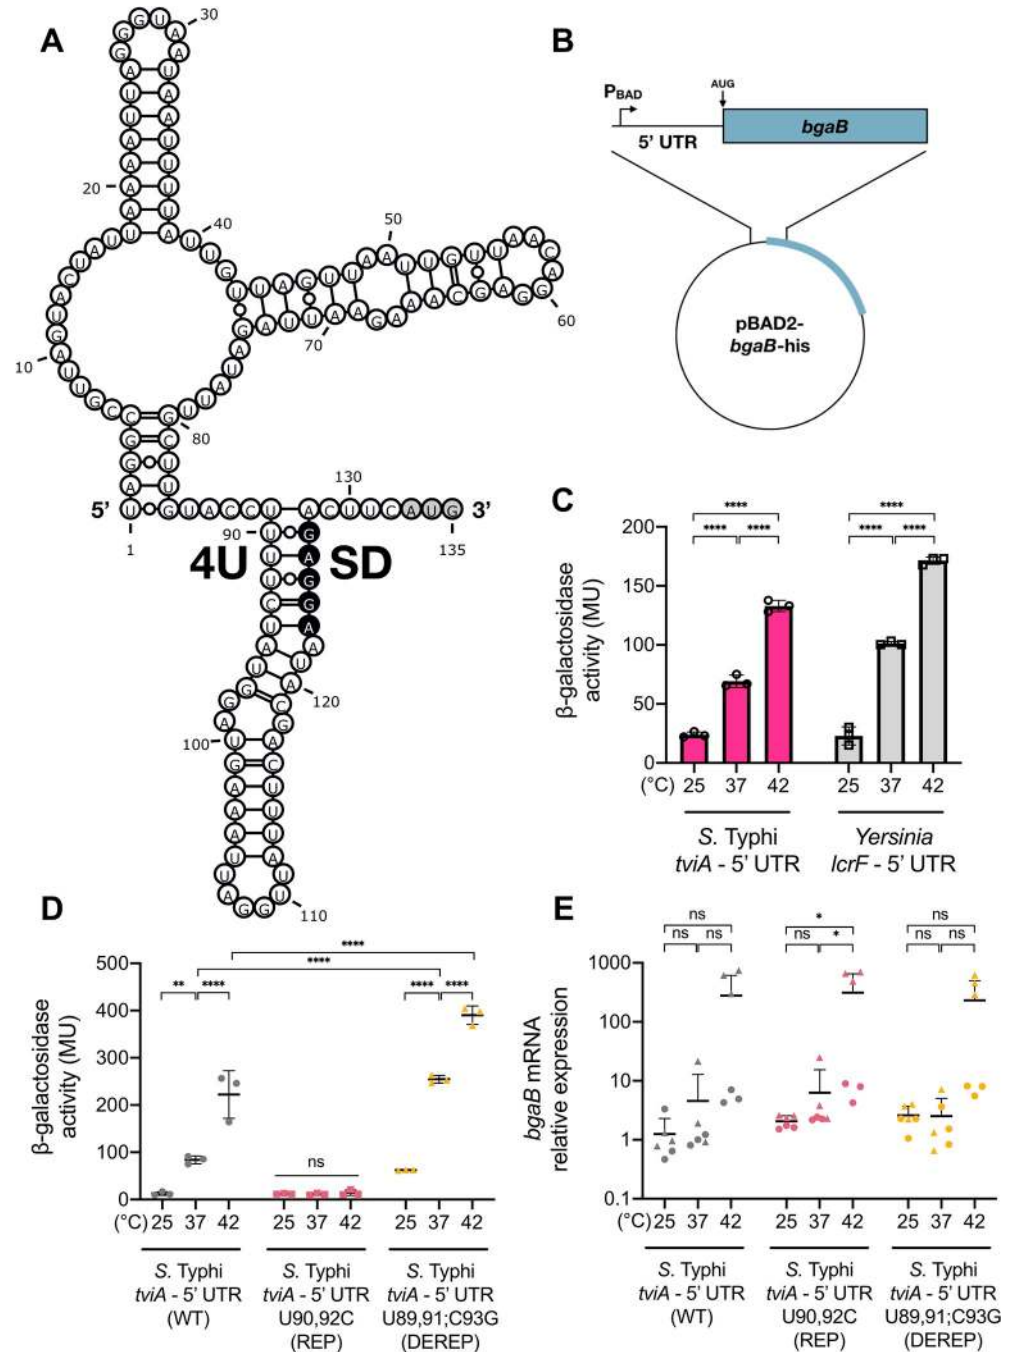 A
30
20
40
50
60
70
10
80
130
5'
GUACCU
ACUUCAUG
3'
1
90
135
4U
SD
GAGGA
120
100
110
B
P_BAD
AUG
bgaB
5' UTR
pBAD2-
bgaB-his
C
β-galactosidase
activity (MU)
200
150
100
50
0
****
****
****
****
****
****
(°C) 25 37 42 25 37 42
S. Typhi
tviA - 5' UTR
Yersinia
lcrF - 5' UTR
D
β-galactosidase
activity (MU)
500
400
300
200
100
0
****
****
** ****
ns
**** ****
(°C) 25 37 42 25 37 42 25 37 42
S. Typhi
tviA - 5' UTR
(WT)
S. Typhi
tviA - 5' UTR
U90,92C
(REP)
S. Typhi
tviA - 5' UTR
U89,91;C93G
(DEREP)
E
bgaB mRNA
relative expression
1000
100
10
1
0.1
ns
ns ns
*
ns *
ns
ns ns
(°C) 25 37 42 25 37 42 25 37 42
S. Typhi
tviA - 5' UTR
(WT)
S. Typhi
tviA - 5' UTR
U90,92C
(REP)
S. Typhi
tviA - 5' UTR
U89,91;C93G
(DEREP)